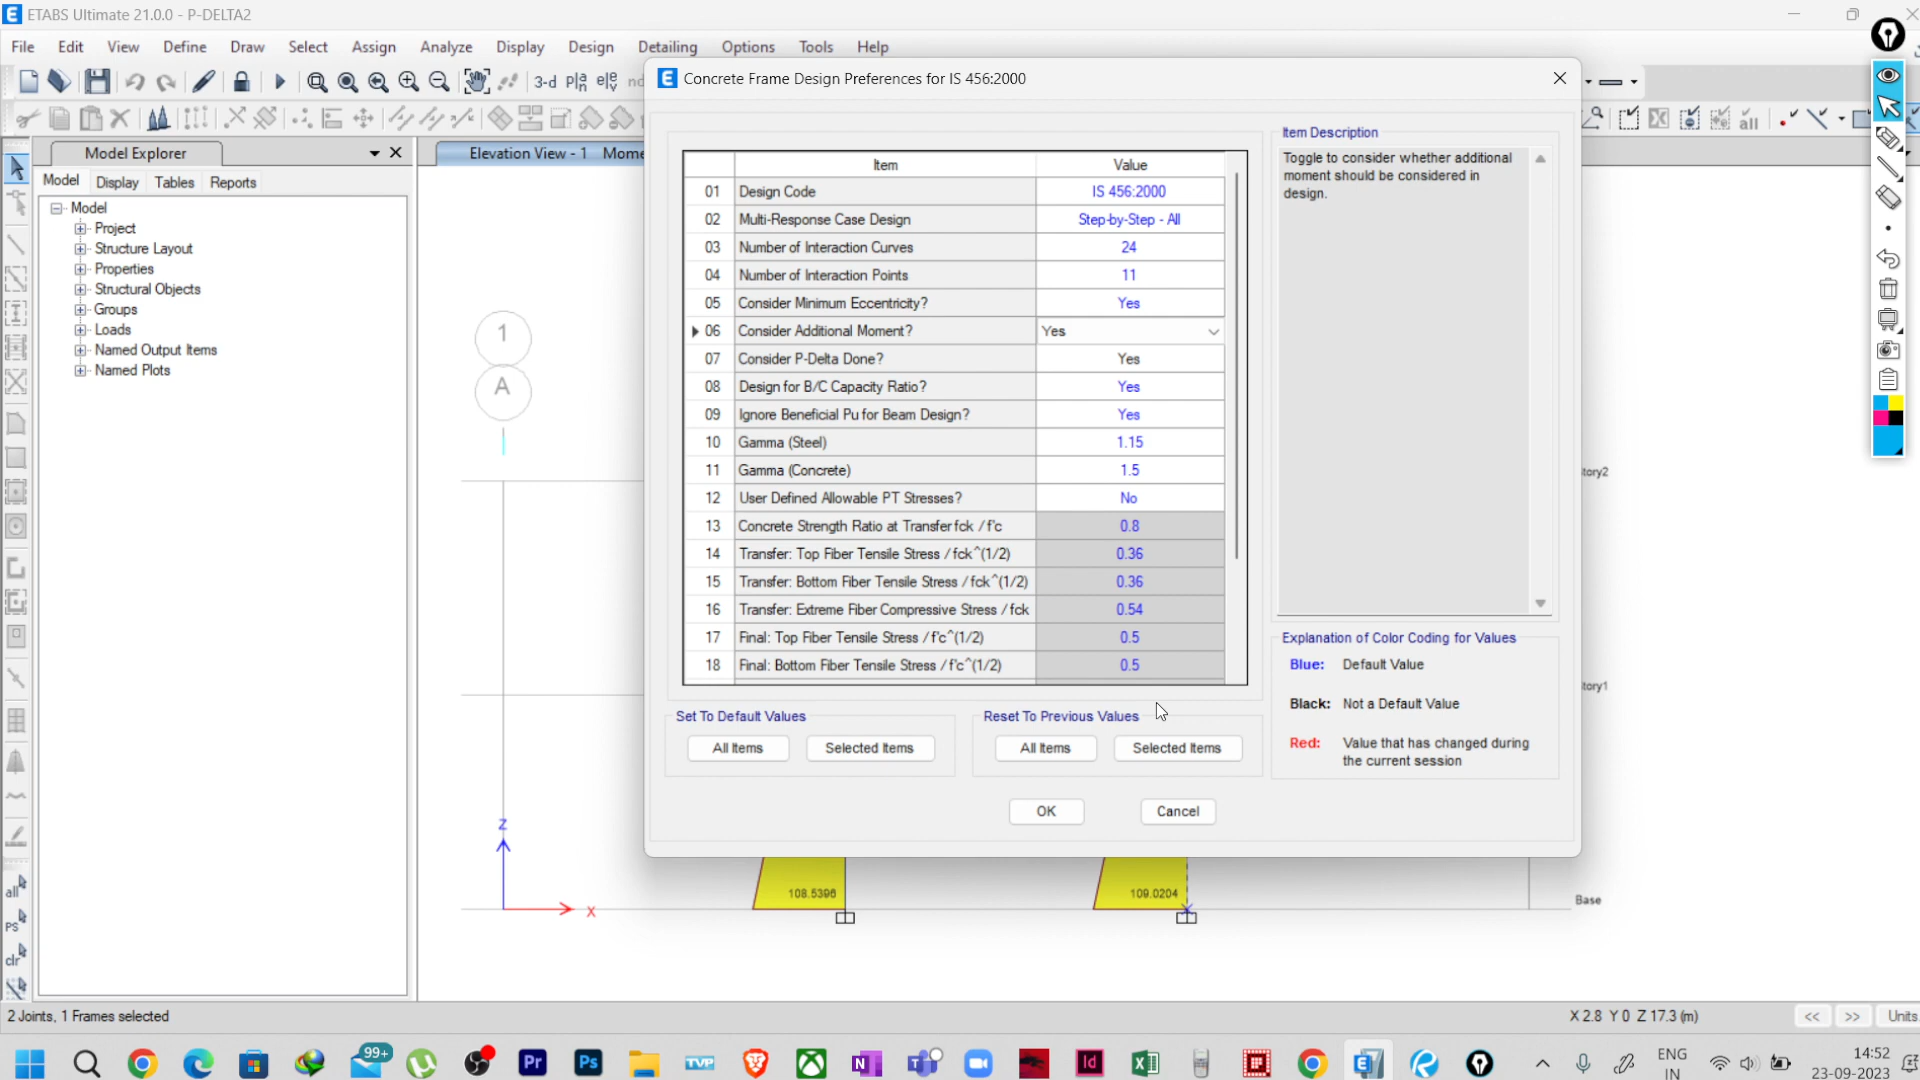 ETABS Ultimate 21.0.0 - P-DELTA2
File Edit View Define Draw Select Assign Analyze Display Design Detailing Options Tools Help
3-d
all
Model Explorer
Model Display Tables Reports
Model
Project
Structure Layout
Properties
Structural Objects
Groups
Loads
Named Output Items
Named Plots
Elevation View - 1 Mome
1
A
Z
X
Concrete Frame Design Preferences for IS 456:2000
Item Value
01 Design Code IS 456:2000
02 Multi-Response Case Design Step-by-Step - All
03 Number of Interaction Curves 24
04 Number of Interaction Points 11
05 Consider Minimum Eccentricity? Yes
06 Consider Additional Moment? Yes
07 Consider P-Delta Done? Yes
08 Design for B/C Capacity Ratio? Yes
09 Ignore Beneficial Pu for Beam Design? Yes
10 Gamma (Steel) 1.15
11 Gamma (Concrete) 1.5
12 User Defined Allowable PT Stresses? No
13 Concrete Strength Ratio at Transfer fck / f'c 0.8
14 Transfer: Top Fiber Tensile Stress / fck^(1/2) 0.36
15 Transfer: Bottom Fiber Tensile Stress / fck^(1/2) 0.36
16 Transfer: Extreme Fiber Compressive Stress / fck 0.54
17 Final: Top Fiber Tensile Stress / f'c^(1/2) 0.5
18 Final: Bottom Fiber Tensile Stress / f'c^(1/2) 0.5
Set To Default Values
All Items Selected Items
Reset To Previous Values
All Items Selected Items
OK Cancel
Item Description
Toggle to consider whether additional
moment should be considered in
design.
Explanation of Color Coding for Values
Blue: Default Value
Black: Not a Default Value
Red: Value that has changed during
the current session
tory2
tory1
Base
108.5396
109.0204
all
PS
clr
2 Joints, 1 Frames selected
X 2.8 Y 0 Z 17.3 (m)
<< >> Units
99+
Pr Ps TVP N Id
ENG
IN
14:52
23-09-2023